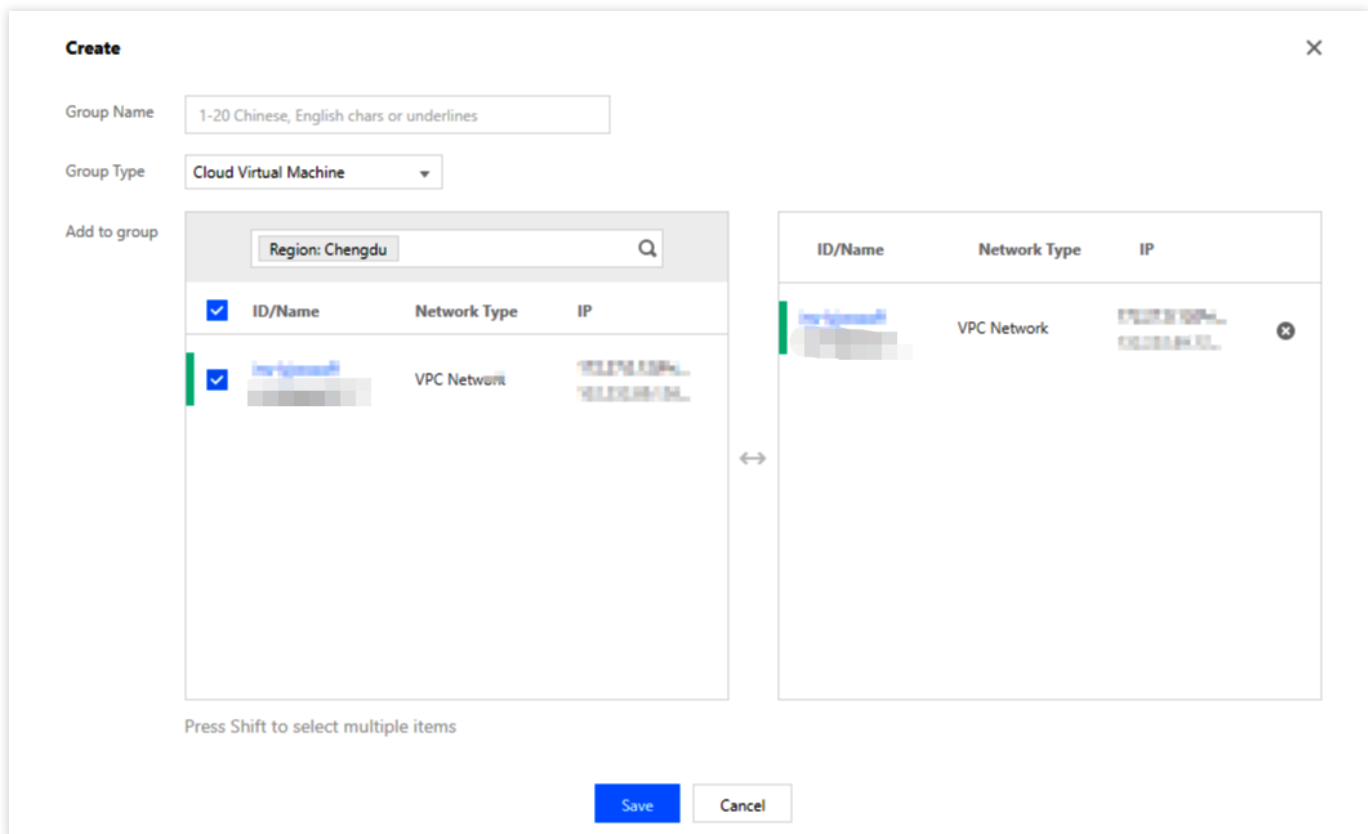 Create
Group Name
1-20 Chinese, English chars or underlines
Group Type
Cloud Virtual Machine
Add to group
Region: Chengdu
ID/Name Network Type IP
VPC Network
ID/Name Network Type IP
VPC Network
Press Shift to select multiple items
Save Cancel